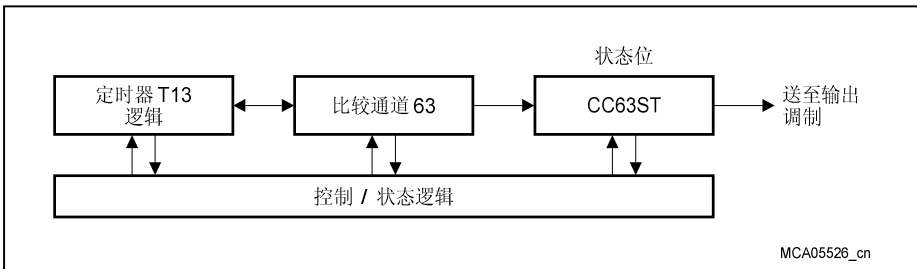 状态位
定时器 T13
逻辑
比较通道 63
CC63ST
送至输出
调制
控制 / 状态逻辑
MCA05526_cn